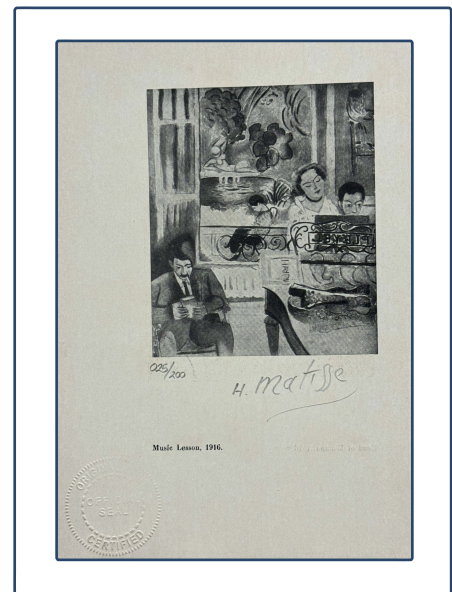 025/200
H. Matisse
Music Lesson, 1916.
OFFICIAL
SEAL
CERTIFIED